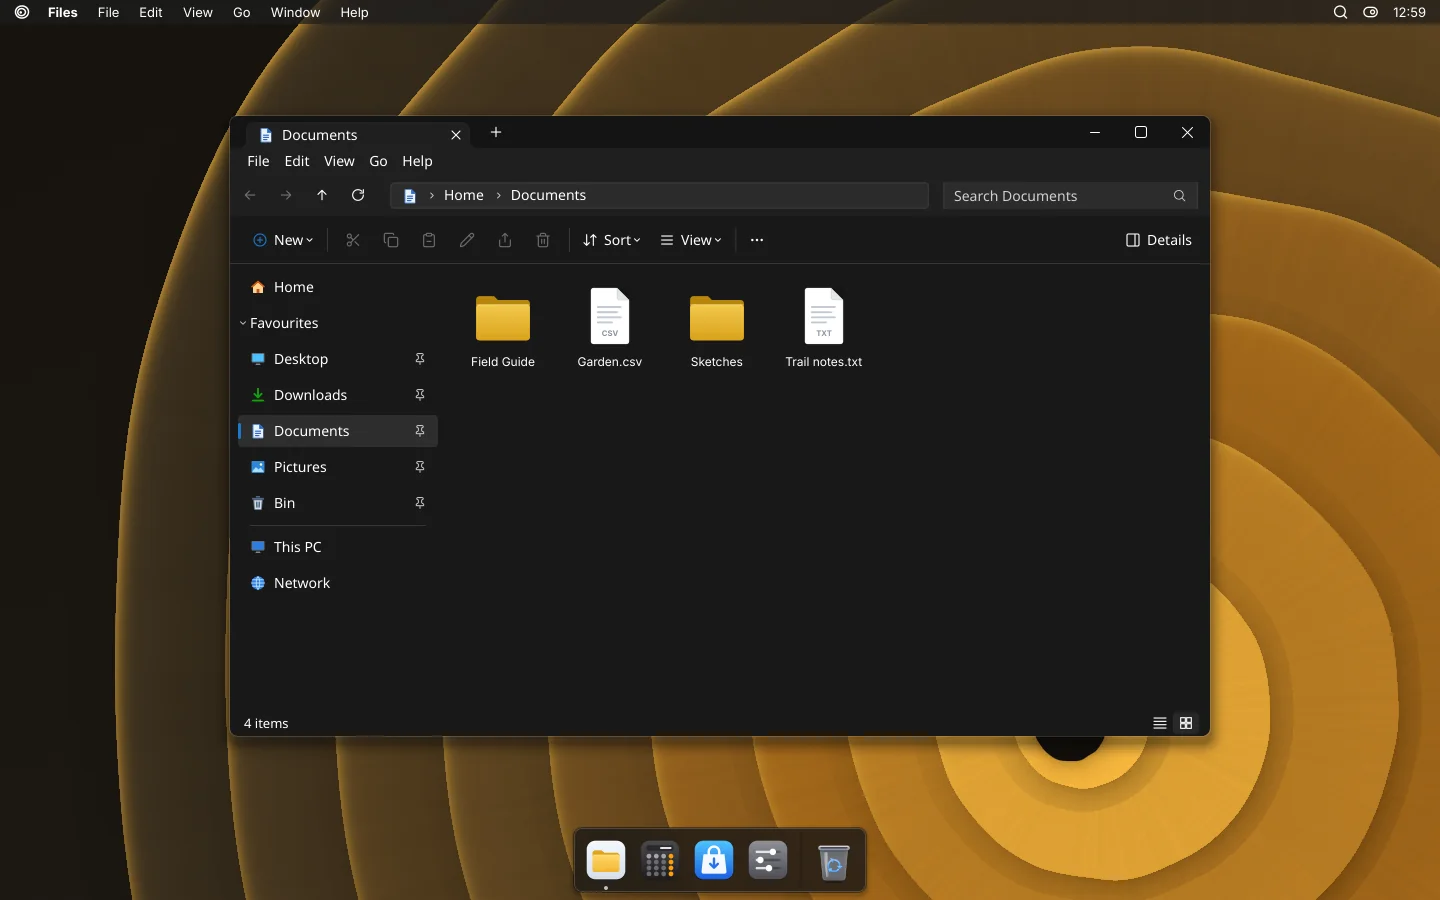 Files File Edit View Go Window Help 12:59
Documents
File Edit View Go Help
Home Documents Search Documents
New Sort View Details
Home
Favourites
Desktop
Downloads
Documents
Pictures
Bin
This PC
Network
CSV TXT
Field Guide Garden.csv Sketches Trail notes.txt
4 items